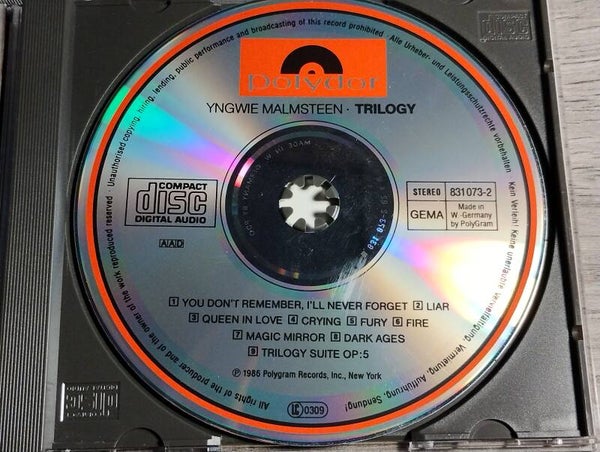 Polydor
YNGWIE MALMSTEEN · TRILOGY
COMPACT
disc
DIGITAL AUDIO
AAD
STEREO 831 073-2
GEMA Made in
W.-Germany
by PolyGram
1 YOU DON'T REMEMBER, I'LL NEVER FORGET 2 LIAR
3 QUEEN IN LOVE 4 CRYING 5 FURY 6 FIRE
7 MAGIC MIRROR 8 DARK AGES
9 TRILOGY SUITE OP:5
℗ 1986 Polygram Records, Inc., New York
LC 0309
All rights of the producer and of the owner of the work reproduced reserved · Unauthorised copying, hiring, lending, public performance and broadcasting of this record prohibited · Alle Urheber- und Leistungsschutzrechte vorbehalten · Kein Verleih! Keine unerlaubte Vervielfältigung, Vermietung, Aufführung, Sendung!